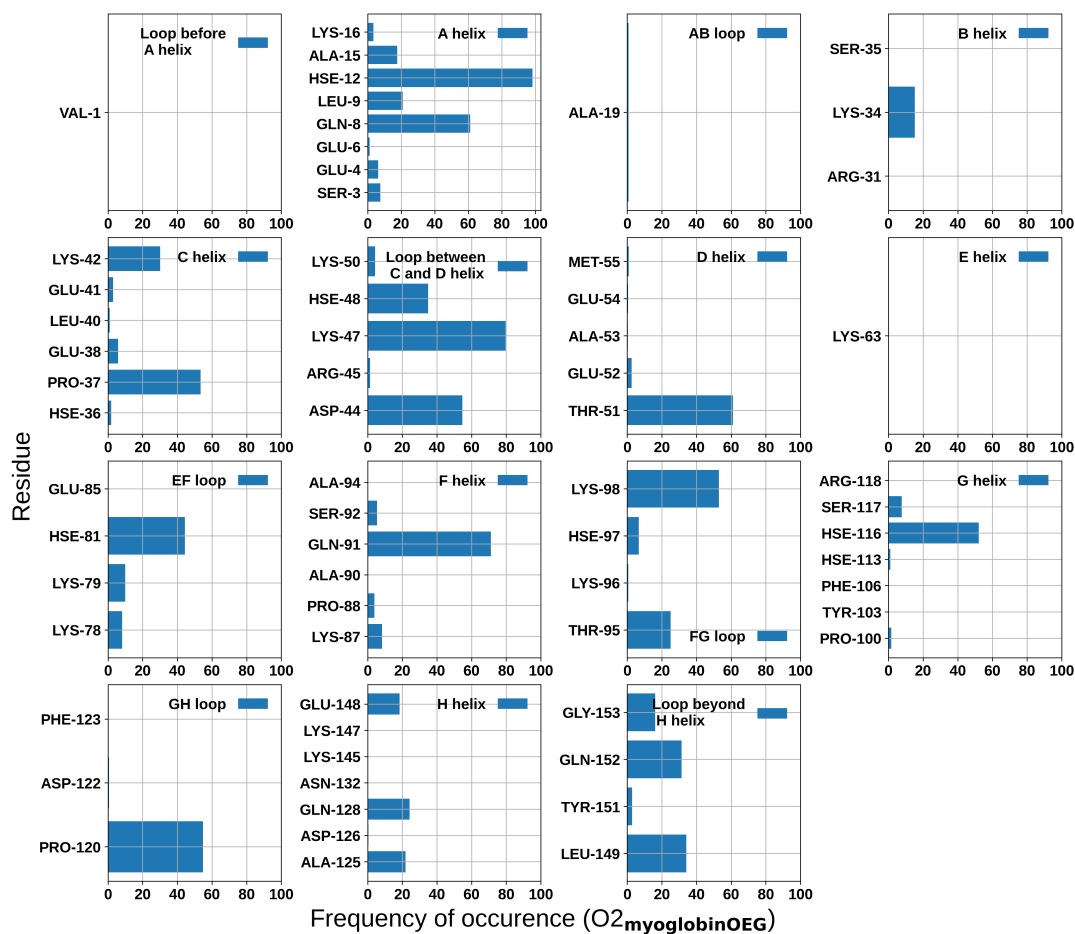 Loop before
A helix
VAL-1
0 20 40 60 80 100
A helix
LYS-16
ALA-15
HSE-12
LEU-9
GLN-8
GLU-6
GLU-4
SER-3
0 20 40 60 80 100
AB loop
ALA-19
0 20 40 60 80 100
B helix
SER-35
LYS-34
ARG-31
0 20 40 60 80 100
C helix
LYS-42
GLU-41
LEU-40
GLU-38
PRO-37
HSE-36
0 20 40 60 80 100
Loop between
C and D helix
LYS-50
HSE-48
LYS-47
ARG-45
ASP-44
0 20 40 60 80 100
D helix
MET-55
GLU-54
ALA-53
GLU-52
THR-51
0 20 40 60 80 100
E helix
LYS-63
0 20 40 60 80 100
EF loop
GLU-85
HSE-81
LYS-79
LYS-78
0 20 40 60 80 100
F helix
ALA-94
SER-92
GLN-91
ALA-90
PRO-88
LYS-87
0 20 40 60 80 100
LYS-98
HSE-97
LYS-96
THR-95
FG loop
0 20 40 60 80 100
G helix
ARG-118
SER-117
HSE-116
HSE-113
PHE-106
TYR-103
PRO-100
0 20 40 60 80 100
GH loop
PHE-123
ASP-122
PRO-120
0 20 40 60 80 100
H helix
GLU-148
LYS-147
LYS-145
ASN-132
GLN-128
ASP-126
ALA-125
0 20 40 60 80 100
Loop beyond
H helix
GLY-153
GLN-152
TYR-151
LEU-149
0 20 40 60 80 100
Residue
Frequency of occurence (O2myoglobinOEG)